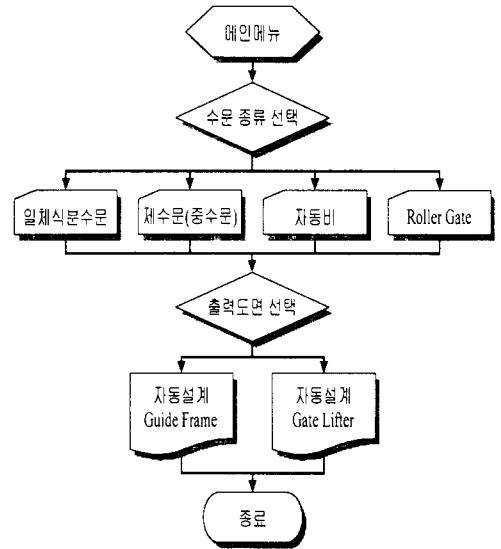 메인메뉴
수문 종류 선택
일체식분수문
제수문(중수문)
자동비
Roller Gate
출력도면 선택
자동설계
Guide Frame
자동설계
Gate Lifter
종료